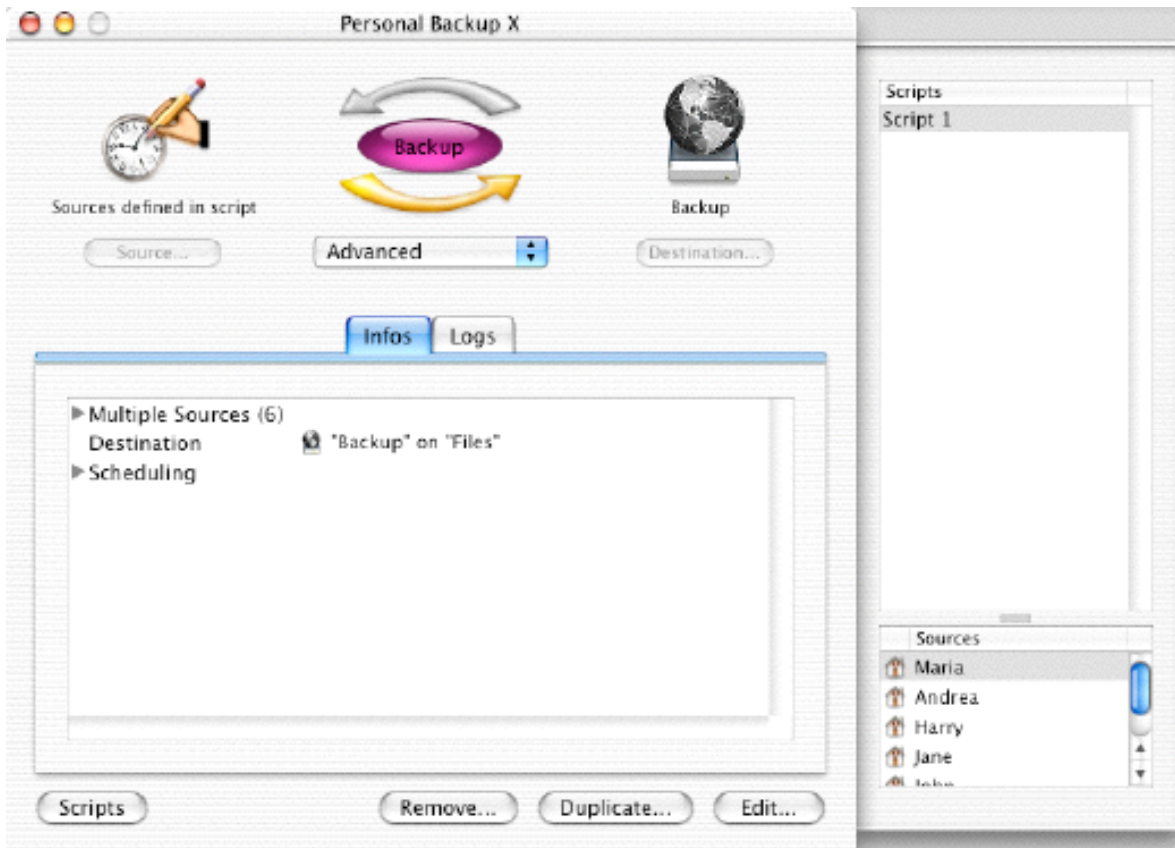 Personal Backup X
Backup
Sources defined in script
Backup
Source...
Advanced
Destination...
Infos
Logs
Multiple Sources (6)
Destination "Backup" on "Files"
Scheduling
Scripts
Remove...
Duplicate...
Edit...
Scripts
Script 1
Sources
Maria
Andrea
Harry
Jane
John